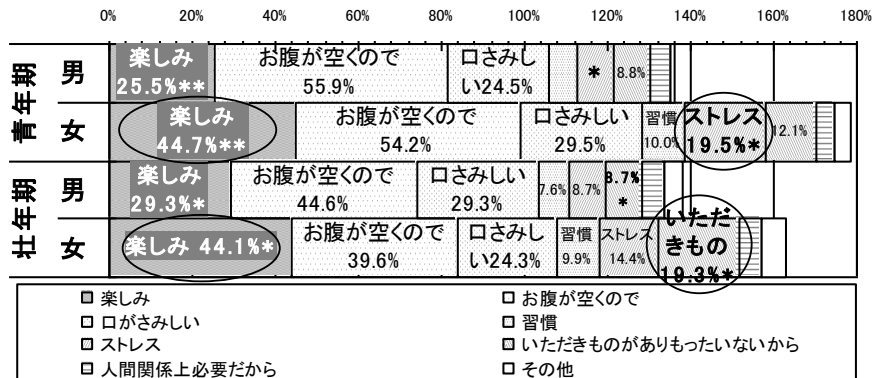 0% 20% 40% 60% 80% 100% 120% 140% 160% 180%
青年期
男
楽しみ
25.5%**
お腹が空くので
55.9%
口さみし
い24.5%
*
8.8%
女
楽しみ
44.7%**
お腹が空くので
54.2%
口さみしい
29.5%
習慣
10.0%
ストレス
19.5%*
12.1%
壮年期
男
楽しみ
29.3%*
お腹が空くので
44.6%
口さみしい
29.3%
7.6%
8.7%
8.7%
*
女
楽しみ 44.1%*
お腹が空くので
39.6%
口さみし
い24.3%
習慣
9.9%
ストレス
14.4%
いただ
きもの
19.3%*
楽しみ
お腹が空くので
口がさみしい
習慣
ストレス
いただきものがありもったいないから
人間関係上必要だから
その他